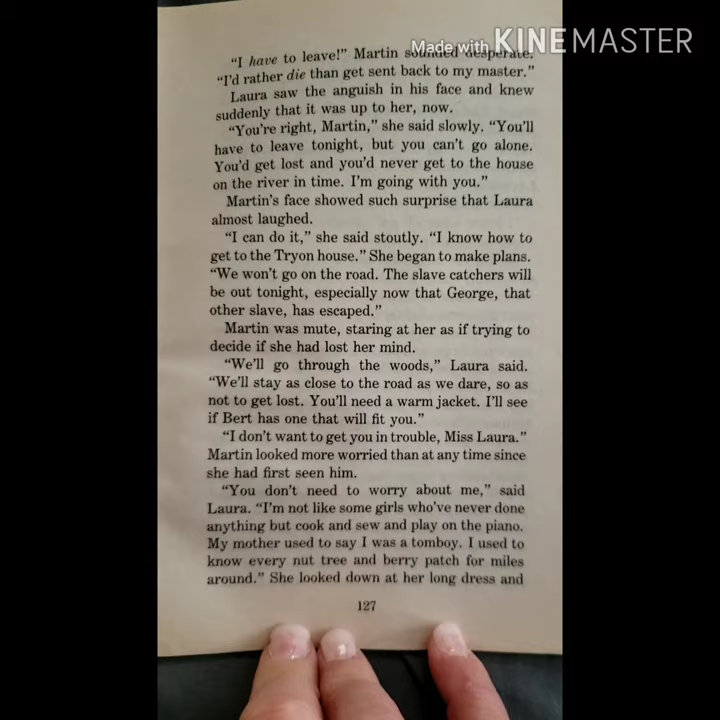 Made with KINEMASTER
"I have to leave!" Martin sounded desperate.
"I'd rather die than get sent back to my master."
Laura saw the anguish in his face and knew
suddenly that it was up to her, now.
"You're right, Martin," she said slowly. "You'll
have to leave tonight, but you can't go alone.
You'd get lost and you'd never get to the house
on the river in time. I'm going with you."
Martin's face showed such surprise that Laura
almost laughed.
"I can do it," she said stoutly. "I know how to
get to the Tryon house." She began to make plans.
"We won't go on the road. The slave catchers will
be out tonight, especially now that George, that
other slave, has escaped."
Martin was mute, staring at her as if trying to
decide if she had lost her mind.
"We'll go through the woods," Laura said.
"We'll stay as close to the road as we dare, so as
not to get lost. You'll need a warm jacket. I'll see
if Bert has one that will fit you."
"I don't want to get you in trouble, Miss Laura."
Martin looked more worried than at any time since
she had first seen him.
"You don't need to worry about me," said
Laura. "I'm not like some girls who've never done
anything but cook and sew and play on the piano.
My mother used to say I was a tomboy. I used to
know every nut tree and berry patch for miles
around." She looked down at her long dress and
127